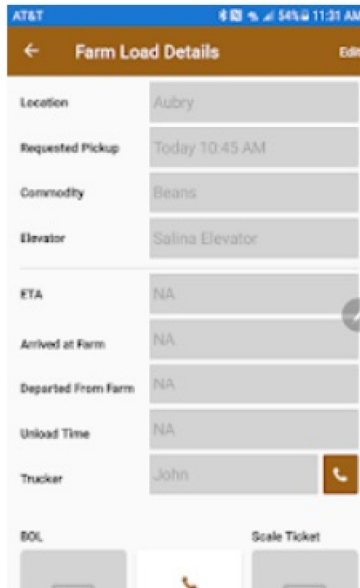 AT&T 54% 11:31 AM
Farm Load Details Edit
Location Aubry
Requested Pickup Today 10:45 AM
Commodity Beans
Elevator Salina Elevator
ETA NA
Arrived at Farm NA
Departed From Farm NA
Unload Time NA
Trucker John
BOL Scale Ticket